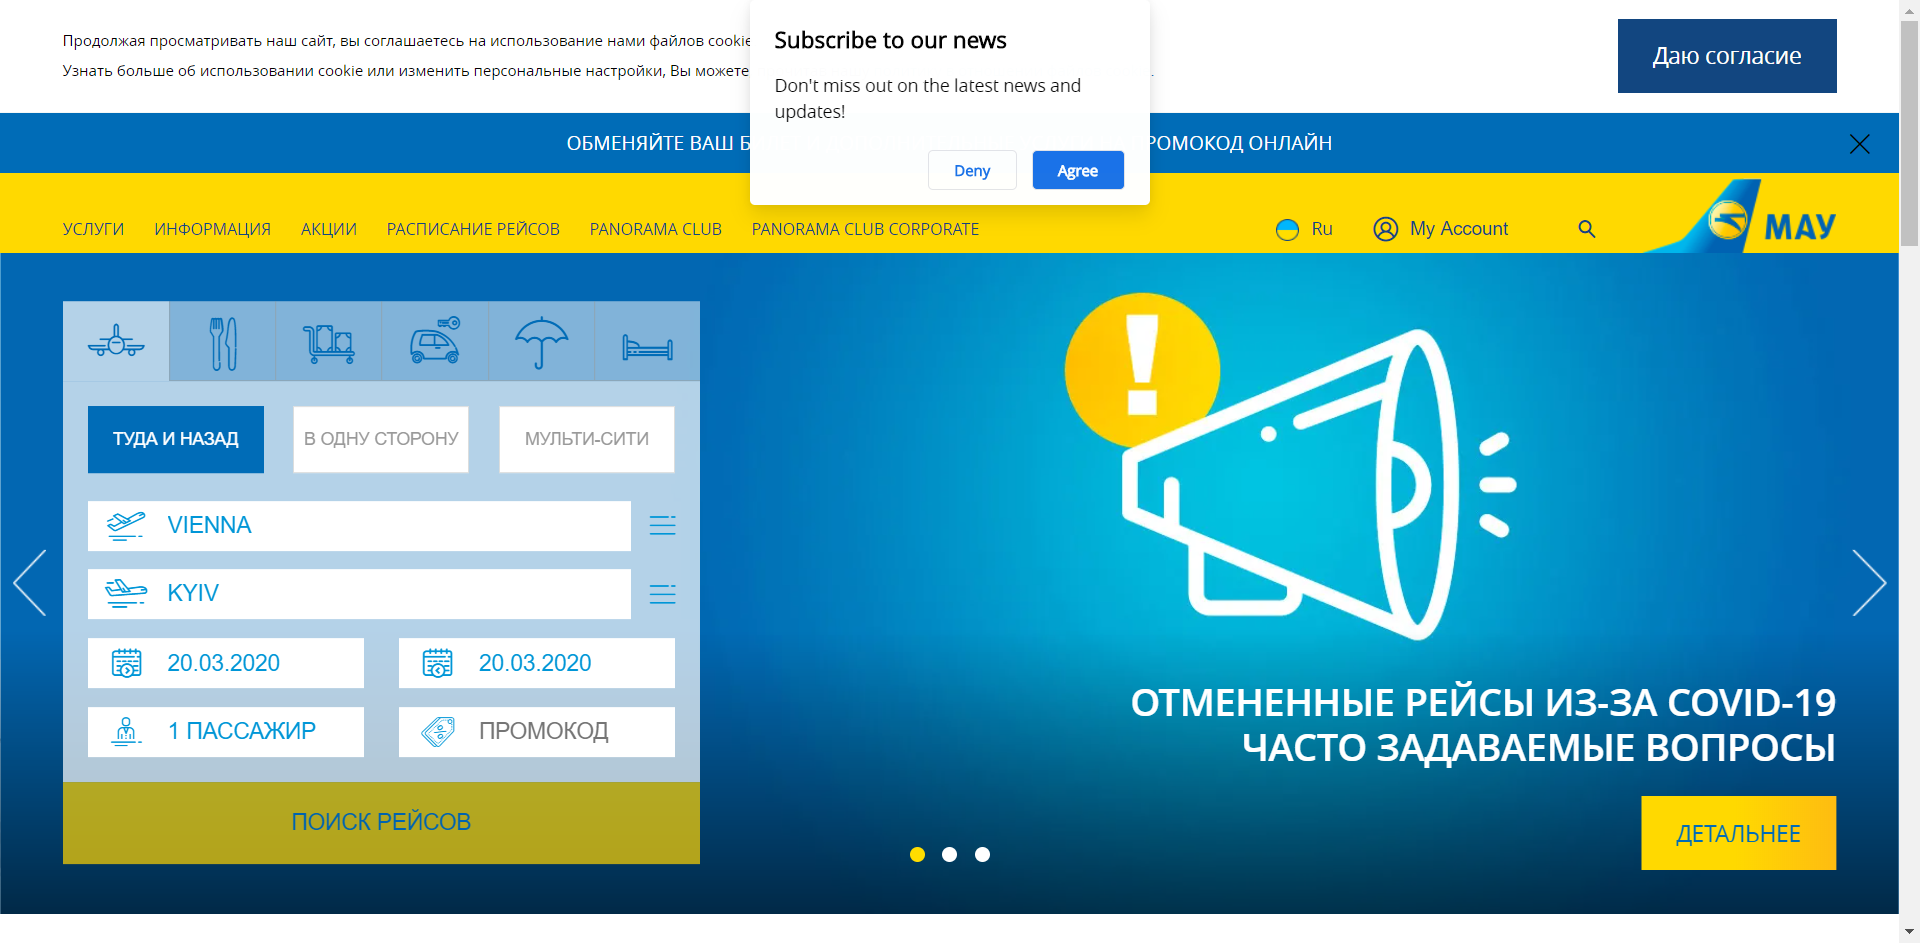 Продолжая просматривать наш сайт, вы соглашаетесь на использование нами файлов cookie
Узнать больше об использовании cookie или изменить персональные настройки, Вы можете
Даю согласие
Subscribe to our news
Don't miss out on the latest news and
updates!
Deny
Agree
ОБМЕНЯЙТЕ ВАШ ПРОМОКОД ОНЛАЙН
УСЛУГИ
ИНФОРМАЦИЯ
АКЦИИ
РАСПИСАНИЕ РЕЙСОВ
PANORAMA CLUB
PANORAMA CLUB CORPORATE
Ru
My Account
МАУ
ТУДА И НАЗАД
В ОДНУ СТОРОНУ
МУЛЬТИ-СИТИ
VIENNA
KYIV
20.03.2020
20.03.2020
1 ПАССАЖИР
ПРОМОКОД
ПОИСК РЕЙСОВ
ОТМЕНЕННЫЕ РЕЙСЫ ИЗ-ЗА COVID-19
ЧАСТО ЗАДАВАЕМЫЕ ВОПРОСЫ
ДЕТАЛЬНЕЕ